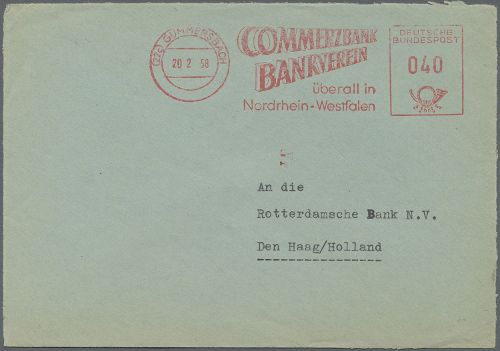 (22c) GUMMERSBACH
20 2 58
COMMERZBANK
BANKVEREIN
überall in
Nordrhein-Westfalen
DEUTSCHE
BUNDESPOST
040
An die
Rotterdamsche Bank N.V.
Den Haag/Holland